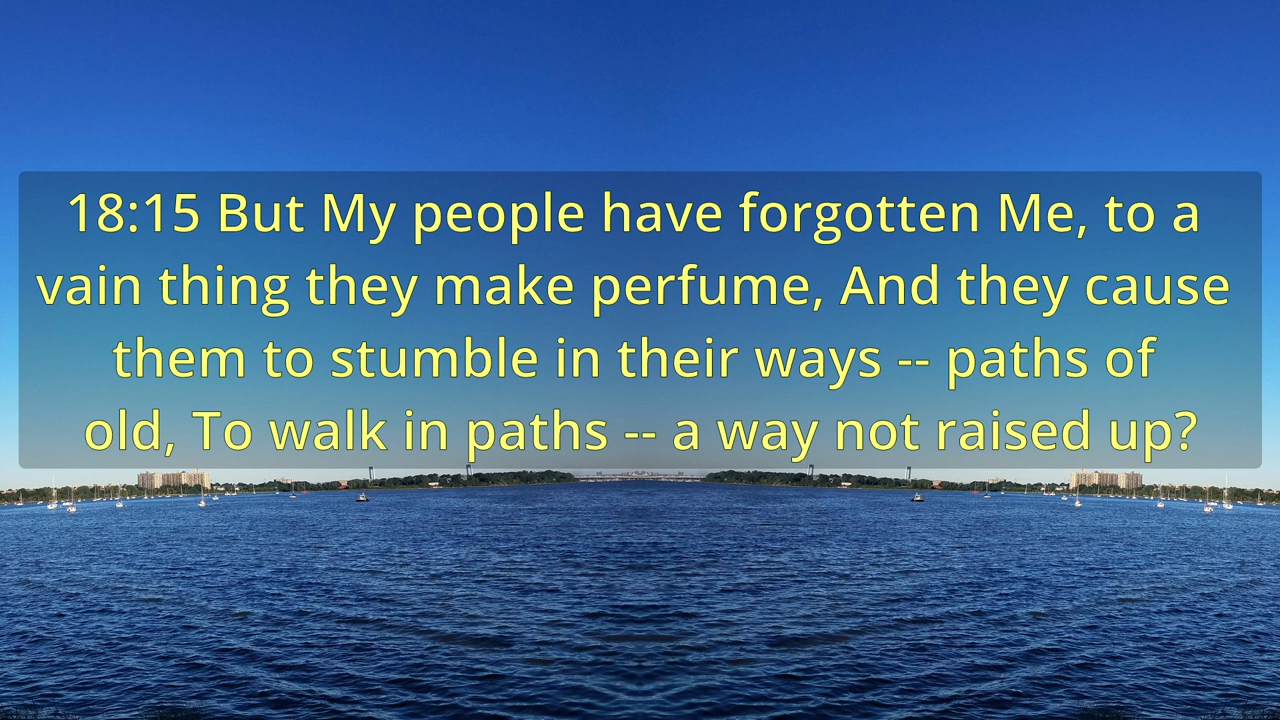 18:15 But My people have forgotten Me, to a
vain thing they make perfume, And they cause
them to stumble in their ways -- paths of
old, To walk in paths -- a way not raised up?